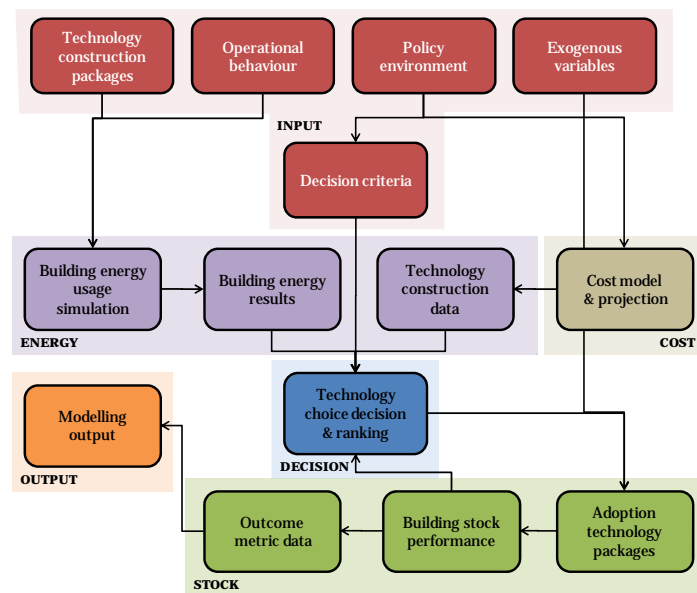 Technology
construction
packages
Operational
behaviour
Policy
environment
Exogenous
variables
INPUT
Decision criteria
Building energy
usage
simulation
Building energy
results
Technology
construction
data
Cost model
& projection
ENERGY
COST
Modelling
output
OUTPUT
Technology
choice decision
& ranking
DECISION
Outcome
metric data
Building stock
performance
Adoption
technology
packages
STOCK